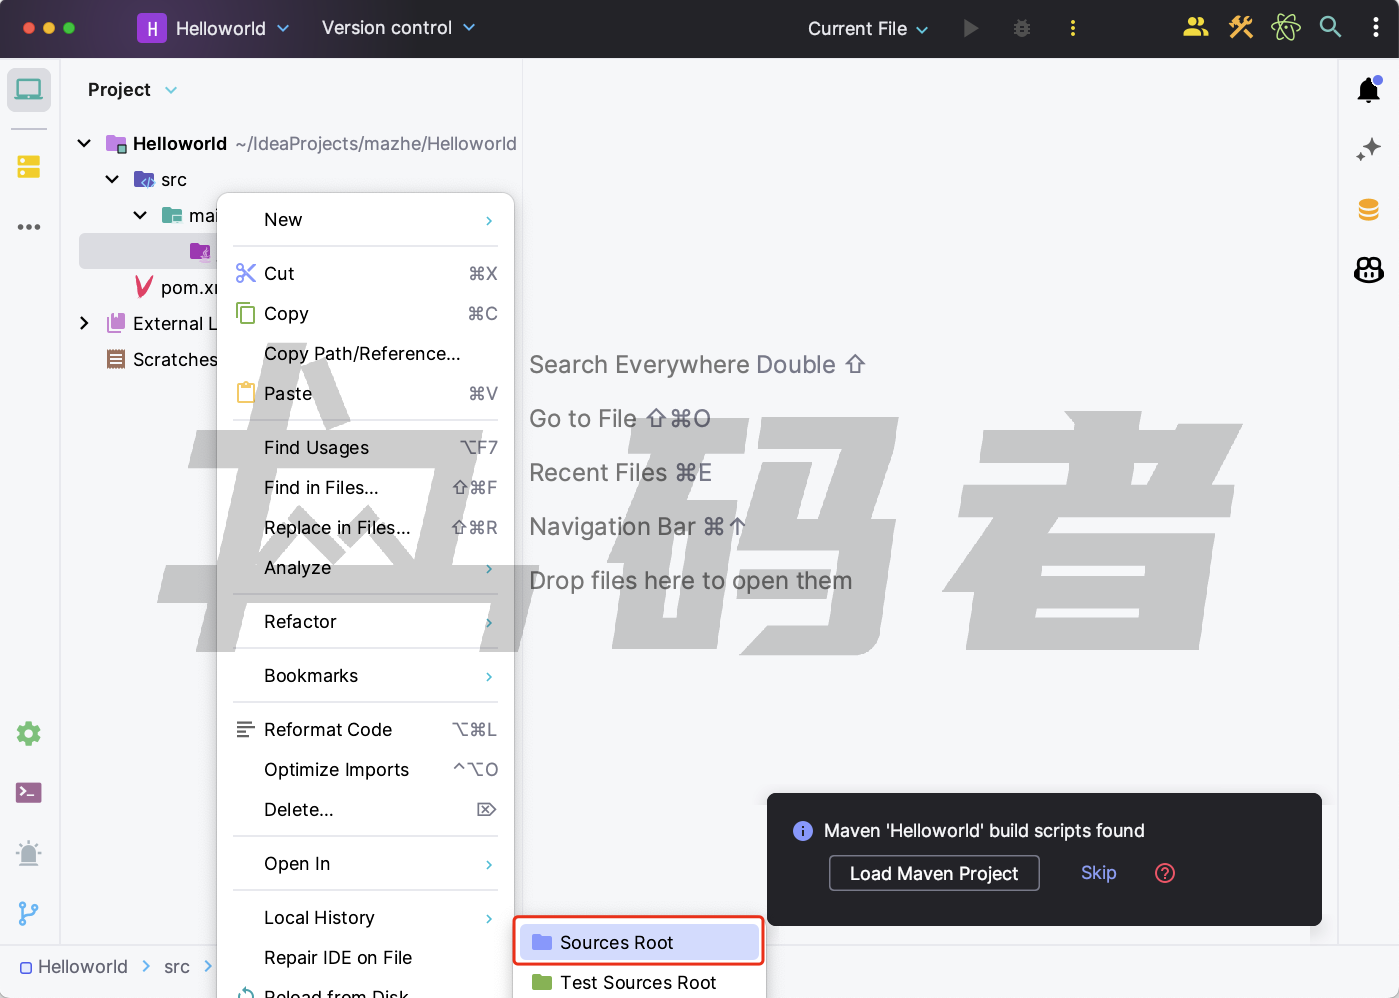 H Helloworld
Version control
Current File
Project
Helloworld ~/IdeaProjects/mazhe/Helloworld
src
External L
Scratches
New
Cut ⌘X
Copy ⌘C
Copy Path/Reference...
Paste ⌘V
Find Usages ⌥F7
Find in Files... ⇧⌘F
Replace in Files... ⇧⌘R
Analyze
Refactor
Bookmarks
Reformat Code ⌥⌘L
Optimize Imports ^⌥O
Delete... ⌦
Open In
Local History
Repair IDE on File
Reload from Disk
Sources Root
Test Sources Root
Search Everywhere Double ⇧
Go to File ⇧⌘O
Recent Files ⌘E
Navigation Bar ⌘↑
Drop files here to open them
码者
Maven 'Helloworld' build scripts found
Load Maven Project
Skip
Helloworld > src >